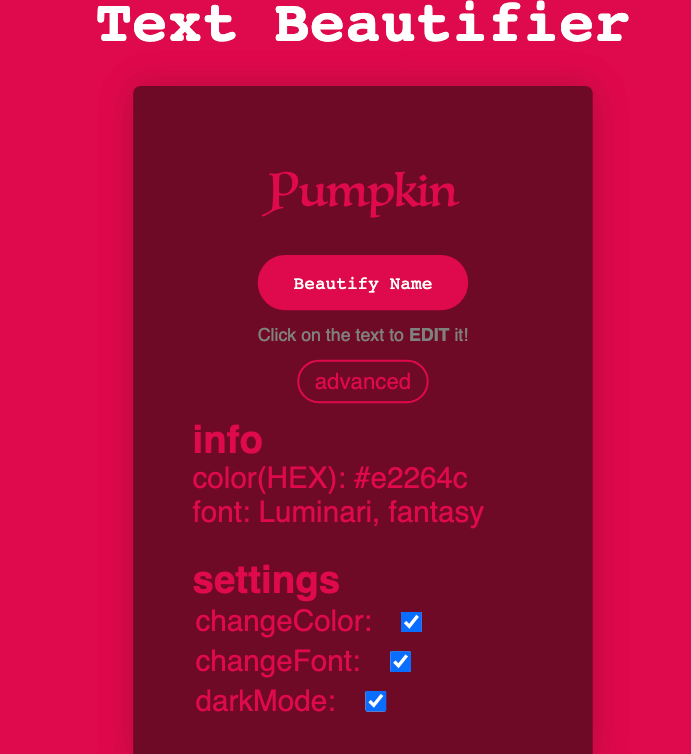 Text Beautifier
Pumpkin
Beautify Name
Click on the text to EDIT it!
advanced
info
color(HEX): #e2264c
font: Luminari, fantasy
settings
changeColor:
changeFont:
darkMode: